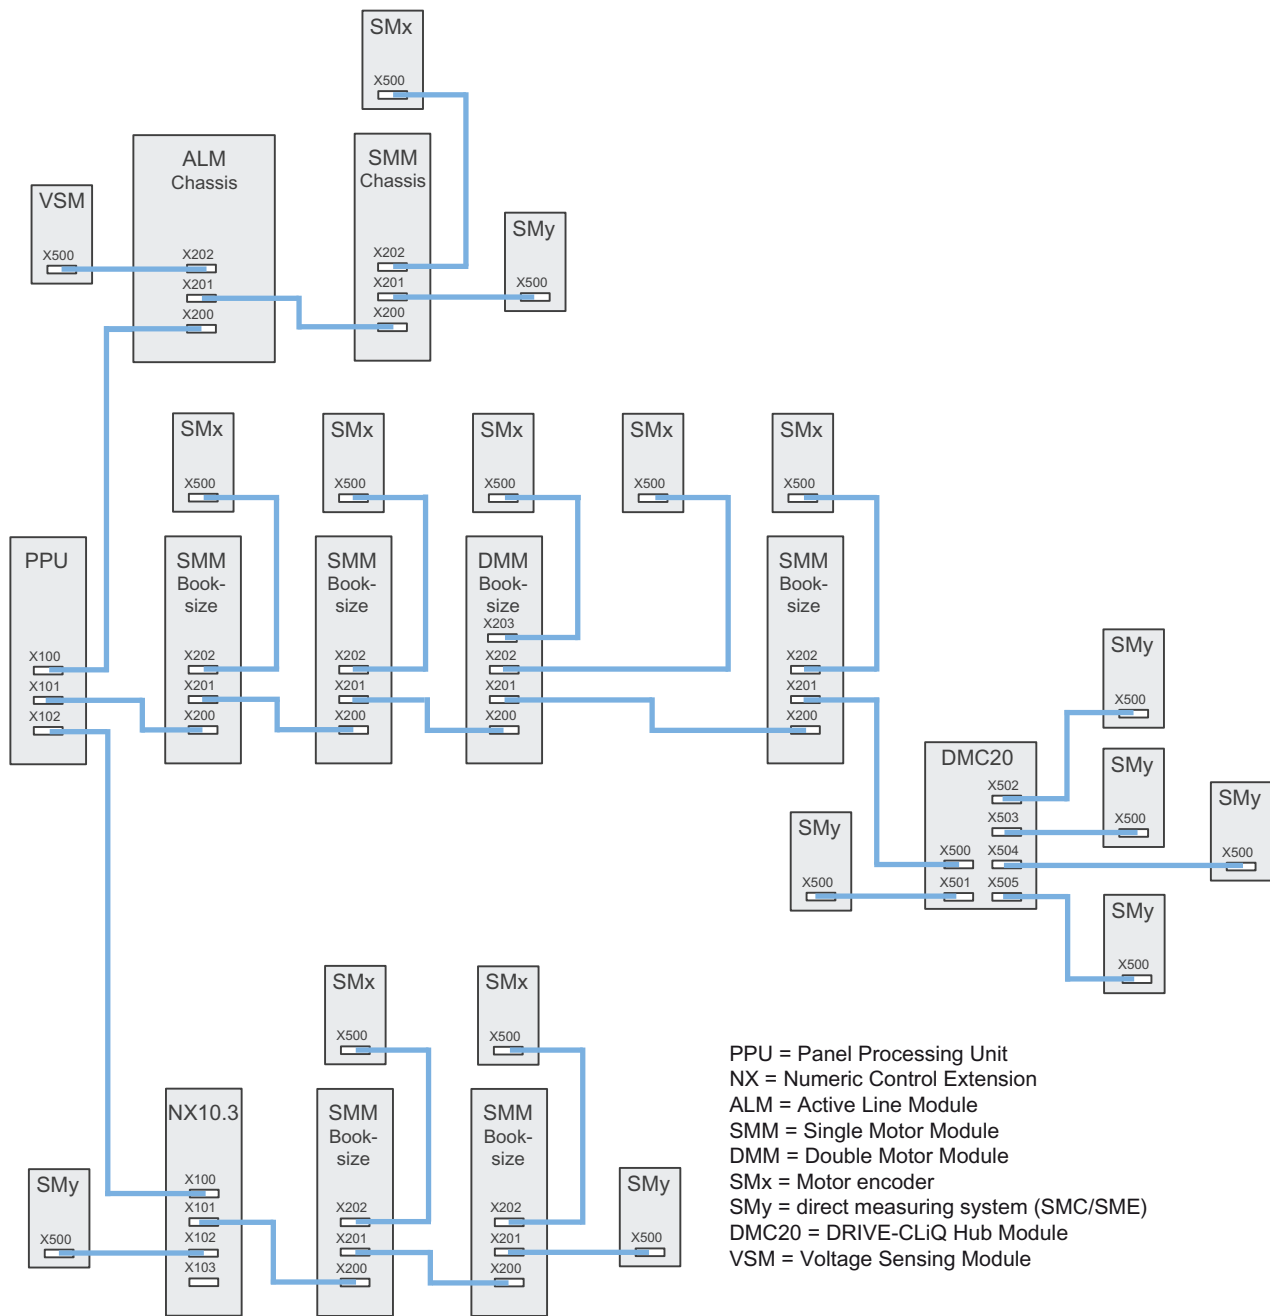 SMx
X500
ALM
Chassis
SMM
Chassis
VSM
X500
X202
X201
X200
X202
X201
X200
SMy
X500
SMx
X500
SMx
X500
SMx
X500
SMx
X500
SMx
X500
PPU
X100
X101
X102
SMM
Book-
size
X202
X201
X200
SMM
Book-
size
X202
X201
X200
DMM
Book-
size
X203
X202
X201
X200
SMM
Book-
size
X202
X201
X200
SMy
X500
DMC20
X502
X503
X500
X504
X501
X505
SMy
X500
SMy
X500
SMy
X500
SMy
X500
SMx
X500
SMx
X500
NX10.3
X100
X101
X102
X103
SMM
Book-
size
X202
X201
X200
SMM
Book-
size
X202
X201
X200
SMy
X500
SMy
X500
PPU = Panel Processing Unit
NX = Numeric Control Extension
ALM = Active Line Module
SMM = Single Motor Module
DMM = Double Motor Module
SMx = Motor encoder
SMy = direct measuring system (SMC/SME)
DMC20 = DRIVE-CLiQ Hub Module
VSM = Voltage Sensing Module